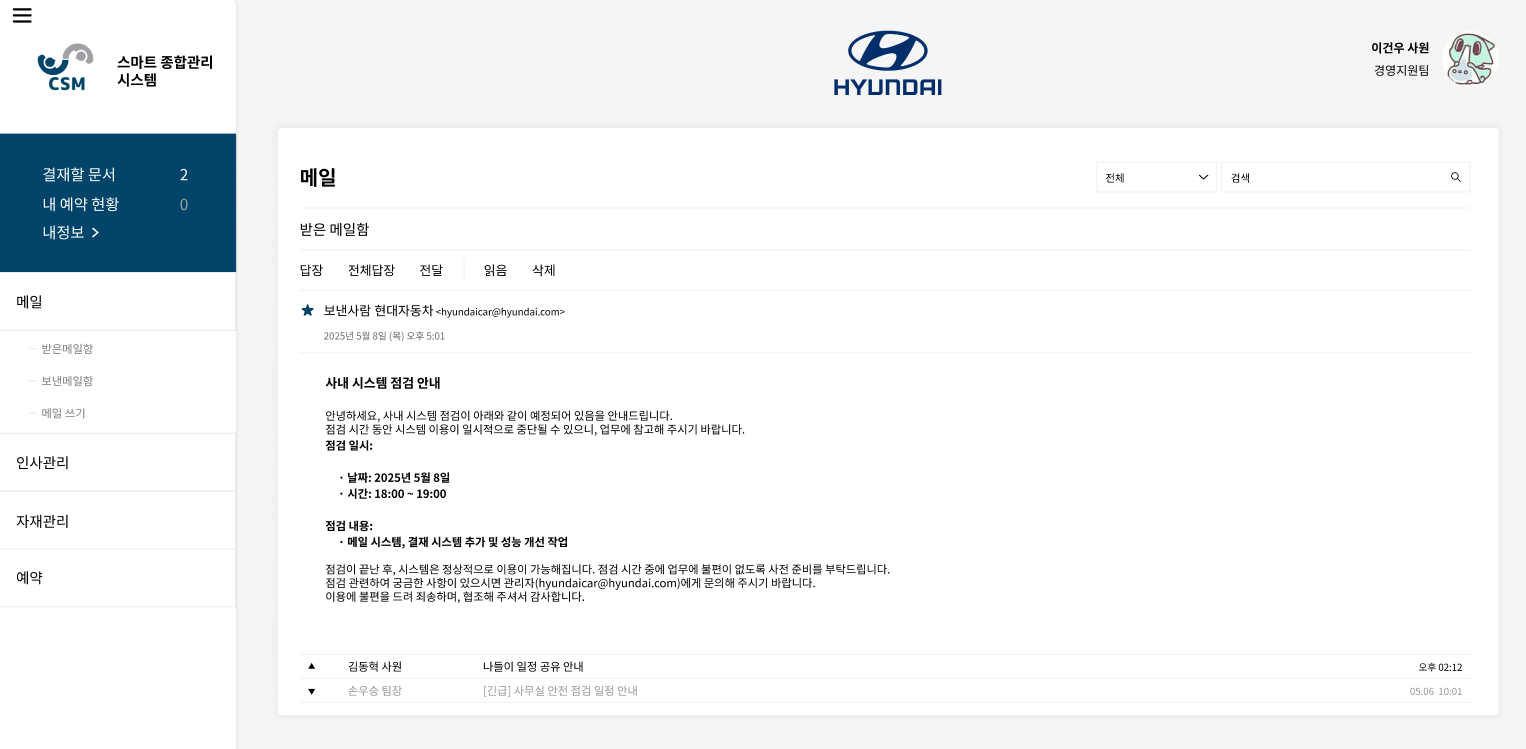 CSM
스마트 종합관리
시스템
HYUNDAI
이건우 사원
경영지원팀
결재할 문서 2
내 예약 현황 0
내정보 >
메일
받은메일함
보낸메일함
메일 쓰기
인사관리
자재관리
예약
메일
전체
검색
받은 메일함
답장 전체답장 전달 읽음 삭제
보낸사람 현대자동차 <hyundaicar@hyundai.com>
2025년 5월 8일 (목) 오후 5:01
사내 시스템 점검 안내
안녕하세요, 사내 시스템 점검이 아래와 같이 예정되어 있음을 안내드립니다.
점검 시간 동안 시스템 이용이 일시적으로 중단될 수 있으니, 업무에 참고해 주시기 바랍니다.
점검 일시:
· 날짜: 2025년 5월 8일
· 시간: 18:00 ~ 19:00
점검 내용:
· 메일 시스템, 결재 시스템 추가 및 성능 개선 작업
점검이 끝난 후, 시스템은 정상적으로 이용이 가능해집니다. 점검 시간 중에 업무에 불편이 없도록 사전 준비를 부탁드립니다.
점검 관련하여 궁금한 사항이 있으시면 관리자(hyundaicar@hyundai.com)에게 문의해 주시기 바랍니다.
이용에 불편을 드려 죄송하며, 협조해 주셔서 감사합니다.
▲ 김동혁 사원 나들이 일정 공유 안내 오후 02:12
▼ 손우승 팀장 [긴급] 사무실 안전 점검 일정 안내 05.06 10:01